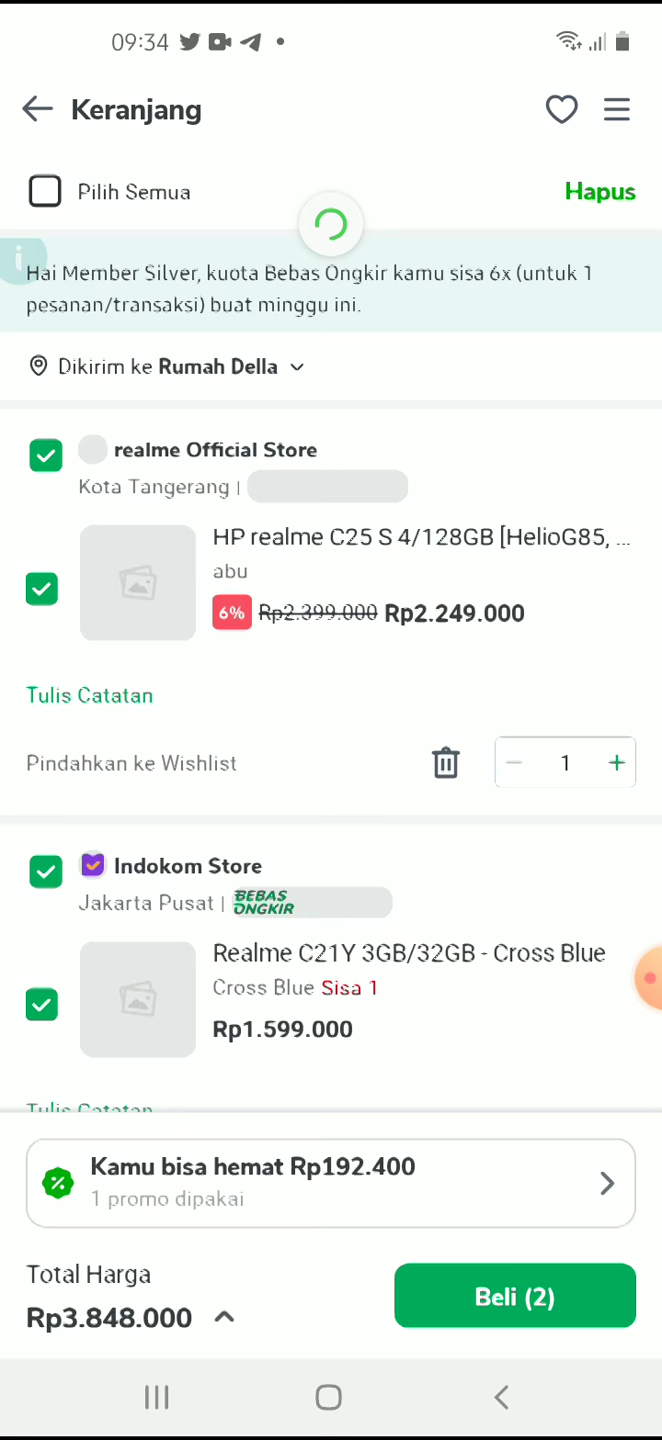 09:34
Keranjang
Pilih Semua
Hapus
i
Hai Member Silver, kuota Bebas Ongkir kamu sisa 6x (untuk 1
pesanan/transaksi) buat minggu ini.
Dikirim ke Rumah Della
realme Official Store
Kota Tangerang |
HP realme C25 S 4/128GB [HelioG85, ...
abu
6% Rp2.399.000 Rp2.249.000
Tulis Catatan
Pindahkan ke Wishlist
1
Indokom Store
Jakarta Pusat | BEBAS
ONGKIR
Realme C21Y 3GB/32GB - Cross Blue
Cross Blue Sisa 1
Rp1.599.000
Tulis Catatan
Kamu bisa hemat Rp192.400
1 promo dipakai
Total Harga
Rp3.848.000
Beli (2)